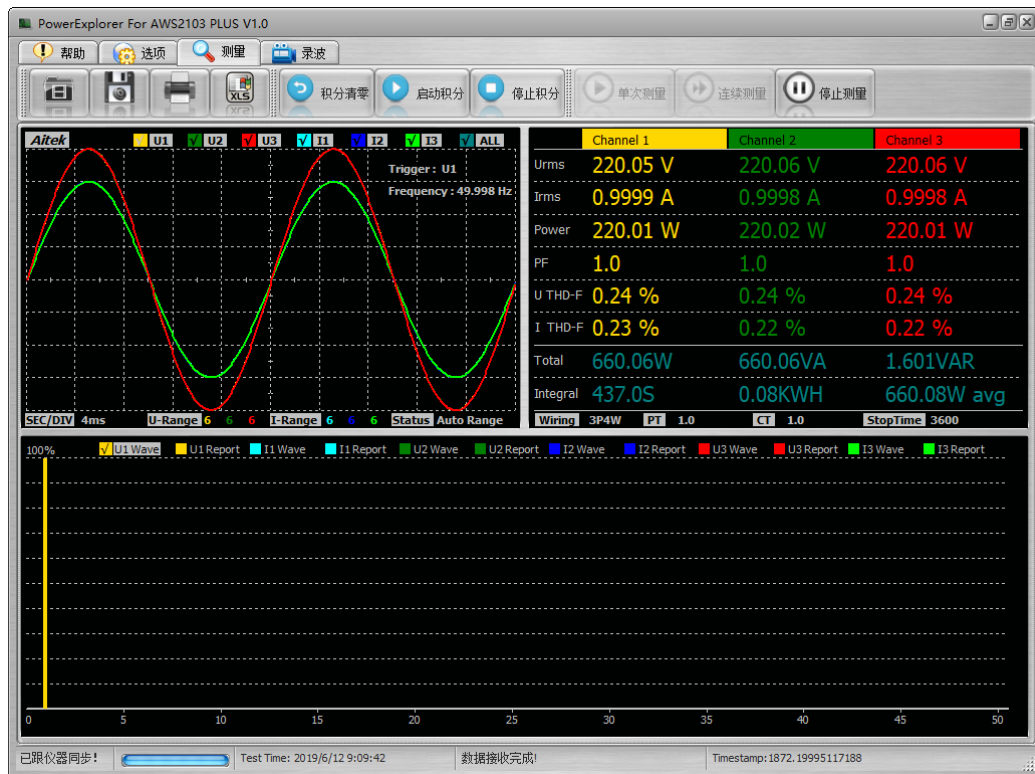 PowerExplorer For AWS2103 PLUS V1.0
帮助 选项 测量 录波
XLS 积分清零 启动积分 停止积分 单次测量 连续测量 停止测量
Aitek U1 U2 U3 I1 I2 I3 ALL
Trigger : U1
Frequency : 49.998 Hz
SEC/DIV 4ms U-Range 6 6 6 I-Range 6 6 6 Status Auto Range
Channel 1 Channel 2 Channel 3
Urms 220.05 V 220.06 V 220.06 V
Irms 0.9999 A 0.9998 A 0.9998 A
Power 220.01 W 220.02 W 220.01 W
PF 1.0 1.0 1.0
U THD-F 0.24 % 0.24 % 0.24 %
I THD-F 0.23 % 0.22 % 0.22 %
Total 660.06W 660.06VA 1.601VAR
Integral 437.0S 0.08KWH 660.08W avg
Wiring 3P4W PT 1.0 CT 1.0 StopTime 3600
100% U1 Wave U1 Report I1 Wave I1 Report U2 Wave U2 Report I2 Wave I2 Report U3 Wave U3 Report I3 Wave I3 Report
0 5 10 15 20 25 30 35 40 45 50
已跟仪器同步! Test Time: 2019/6/12 9:09:42 数据接收完成! Timestamp:1872.19995117188